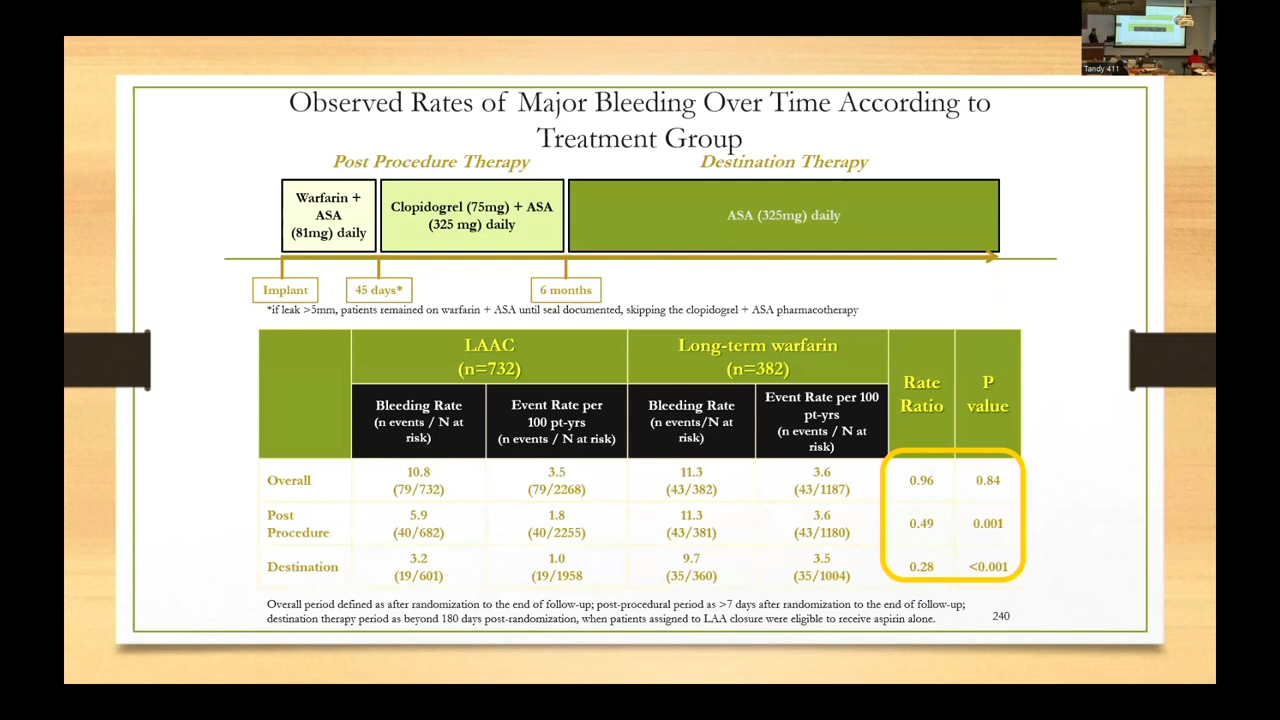 Tandy 411
Observed Rates of Major Bleeding Over Time According to
Treatment Group
Post Procedure Therapy
Destination Therapy
Warfarin +
ASA
(81mg) daily
Clopidogrel (75mg) + ASA
(325 mg) daily
ASA (325mg) daily
Implant
45 days*
6 months
*if leak >5mm, patients remained on warfarin + ASA until seal documented, skipping the clopidogrel + ASA pharmacotherapy
LAAC
(n=732)
Long-term warfarin
(n=382)
Rate
Ratio
P
value
Bleeding Rate
(n events / N at
risk)
Event Rate per
100 pt-yrs
(n events / N at risk)
Bleeding Rate
(n events/N at
risk)
Event Rate per 100
pt-yrs
(n events / N at
risk)
Overall
10.8
(79/732)
3.5
(79/2268)
11.3
(43/382)
3.6
(43/1187)
0.96
0.84
Post
Procedure
5.9
(40/682)
1.8
(40/2255)
11.3
(43/381)
3.6
(43/1180)
0.49
0.001
Destination
3.2
(19/601)
1.0
(19/1958
9.7
(35/360)
3.5
(35/1004)
0.28
<0.001
Overall period defined as after randomization to the end of follow-up; post-procedural period as >7 days after randomization to the end of follow-up;
destination therapy period as beyond 180 days post-randomization, when patients assigned to LAA closure were eligible to receive aspirin alone.
240